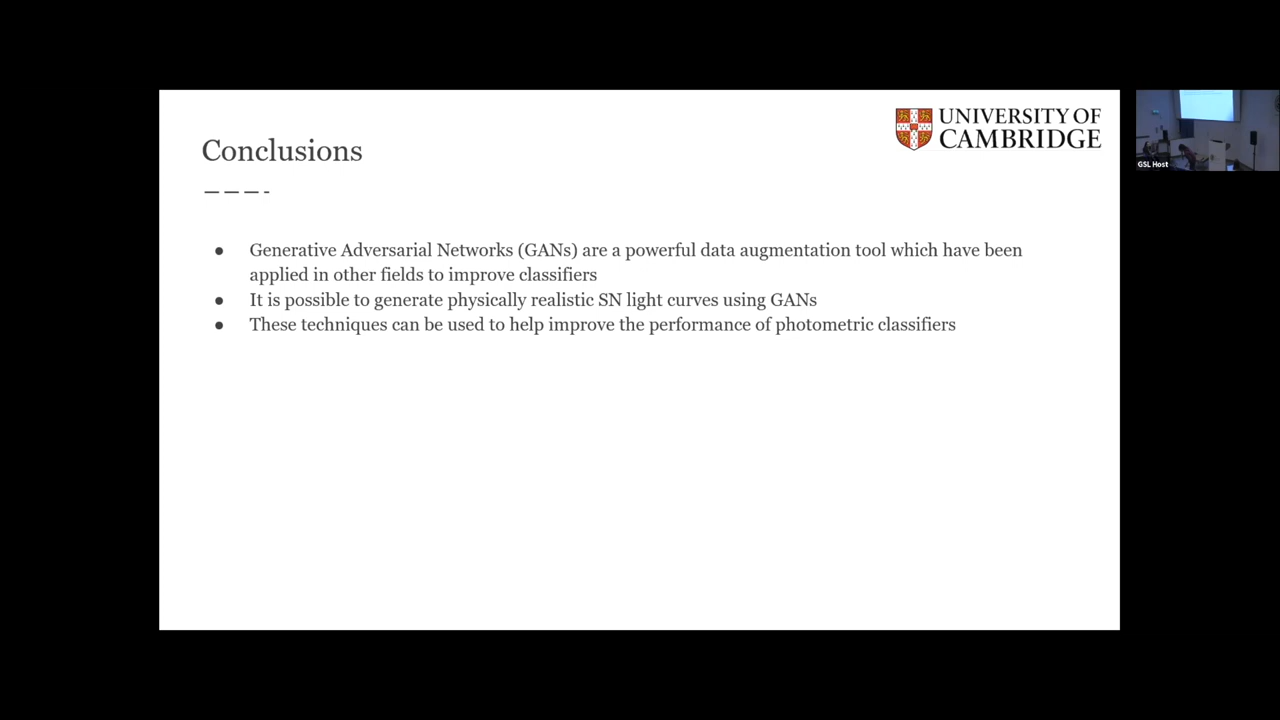 UNIVERSITY OF
CAMBRIDGE
Conclusions
● Generative Adversarial Networks (GANs) are a powerful data augmentation tool which have been
applied in other fields to improve classifiers
● It is possible to generate physically realistic SN light curves using GANs
● These techniques can be used to help improve the performance of photometric classifiers
GSL Host